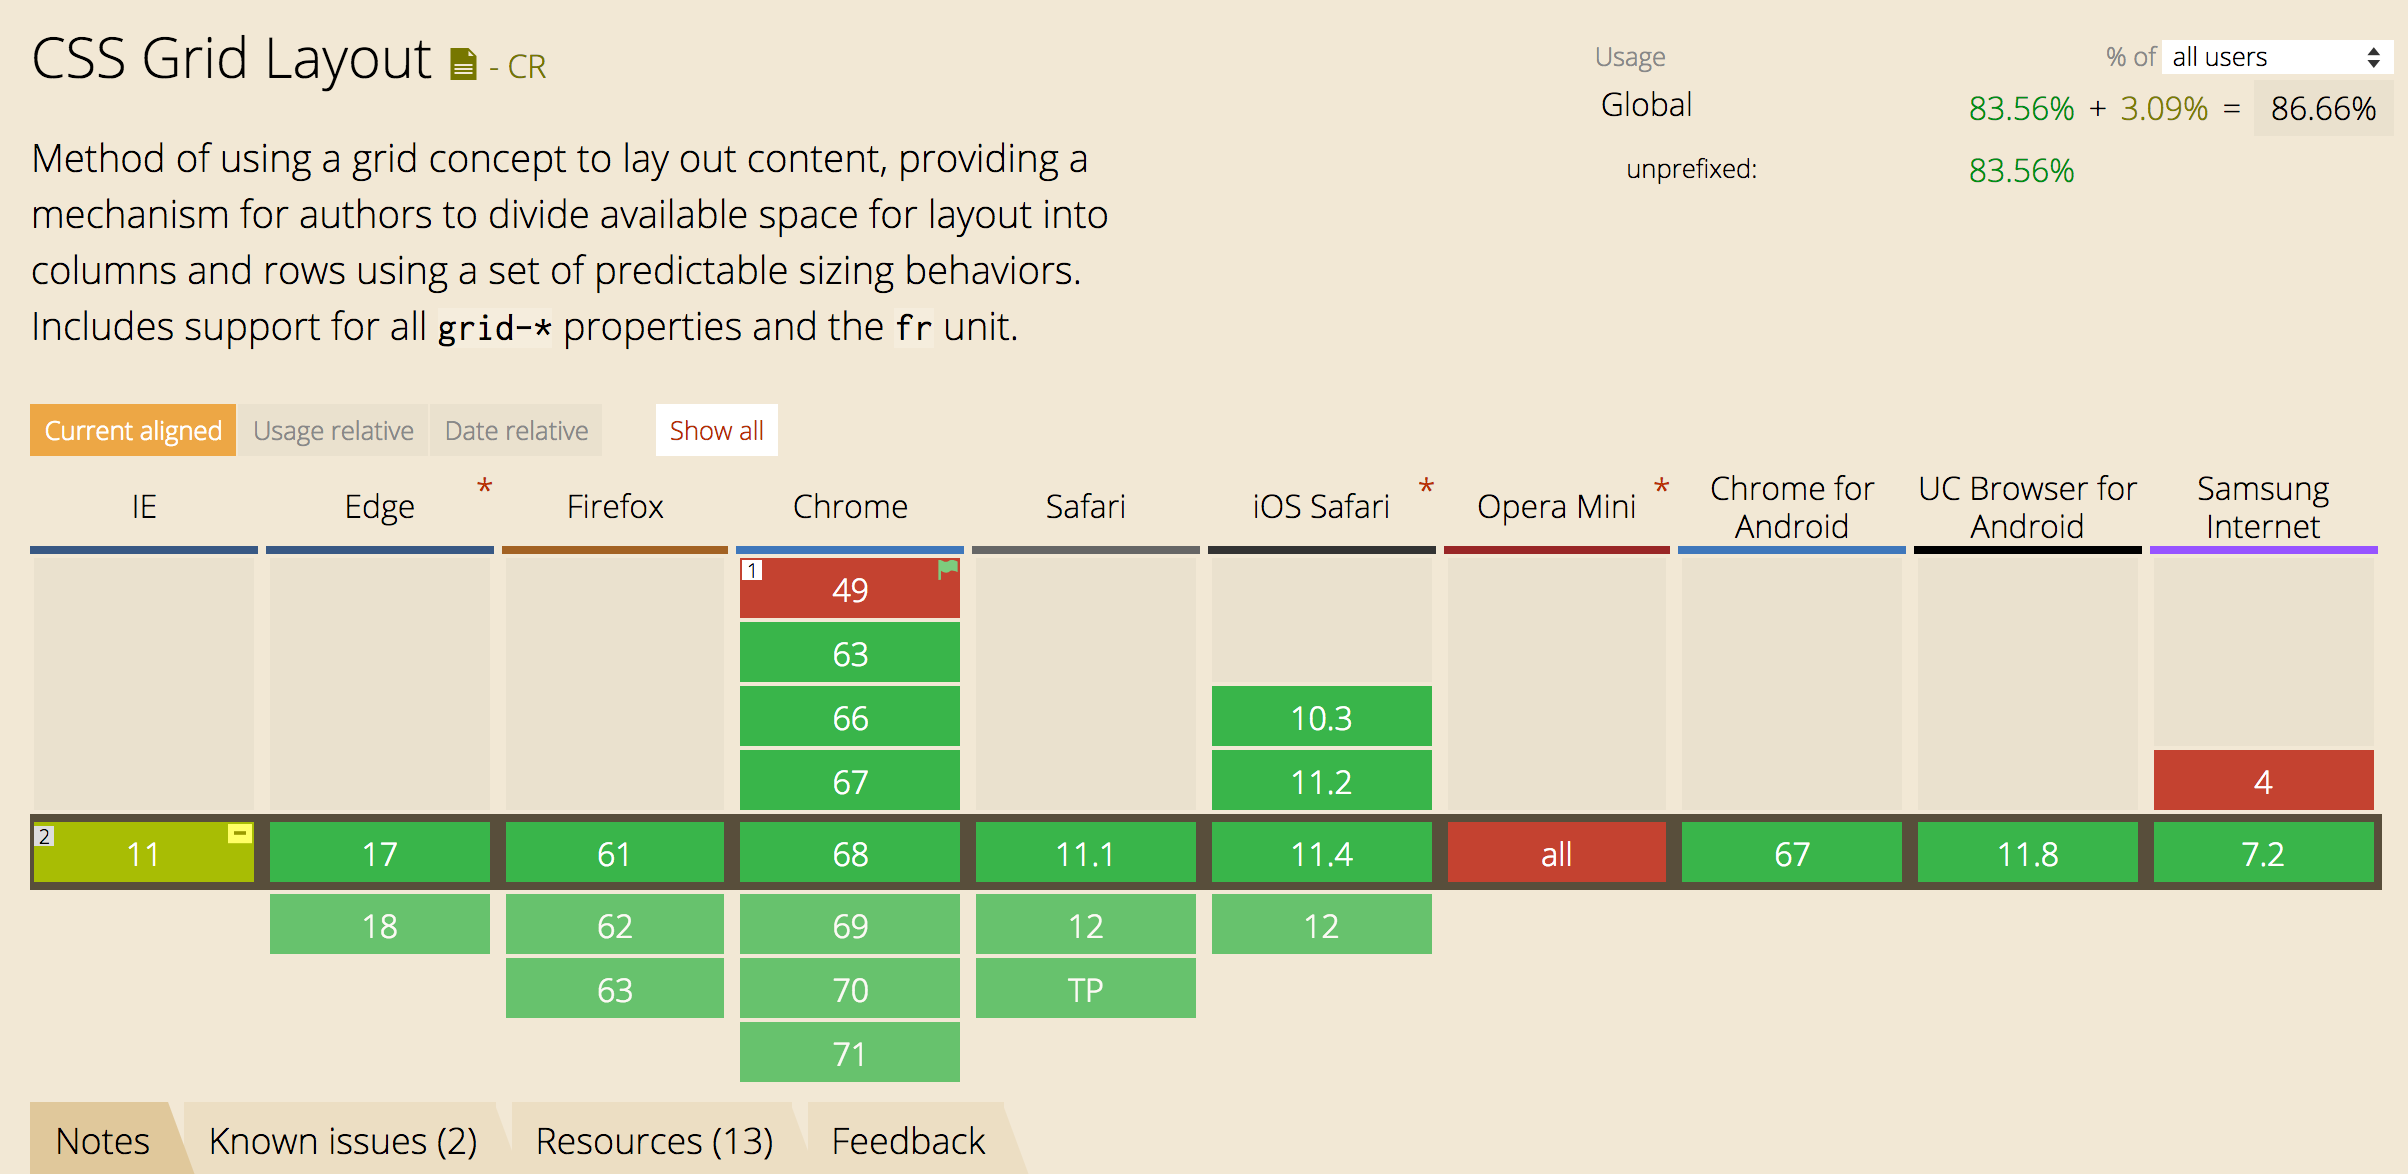 CSS Grid Layout - CR
Usage % of all users
Global 83.56% + 3.09% = 86.66%
unprefixed: 83.56%
Method of using a grid concept to lay out content, providing a
mechanism for authors to divide available space for layout into
columns and rows using a set of predictable sizing behaviors.
Includes support for all grid-* properties and the fr unit.
Current aligned Usage relative Date relative Show all
IE Edge * Firefox Chrome Safari iOS Safari * Opera Mini * Chrome for Android UC Browser for Android Samsung Internet
1 49
63
66 10.3
67 11.2 4
2 11 - 17 61 68 11.1 11.4 all 67 11.8 7.2
18 62 69 12 12
63 70 TP
71
Notes Known issues (2) Resources (13) Feedback